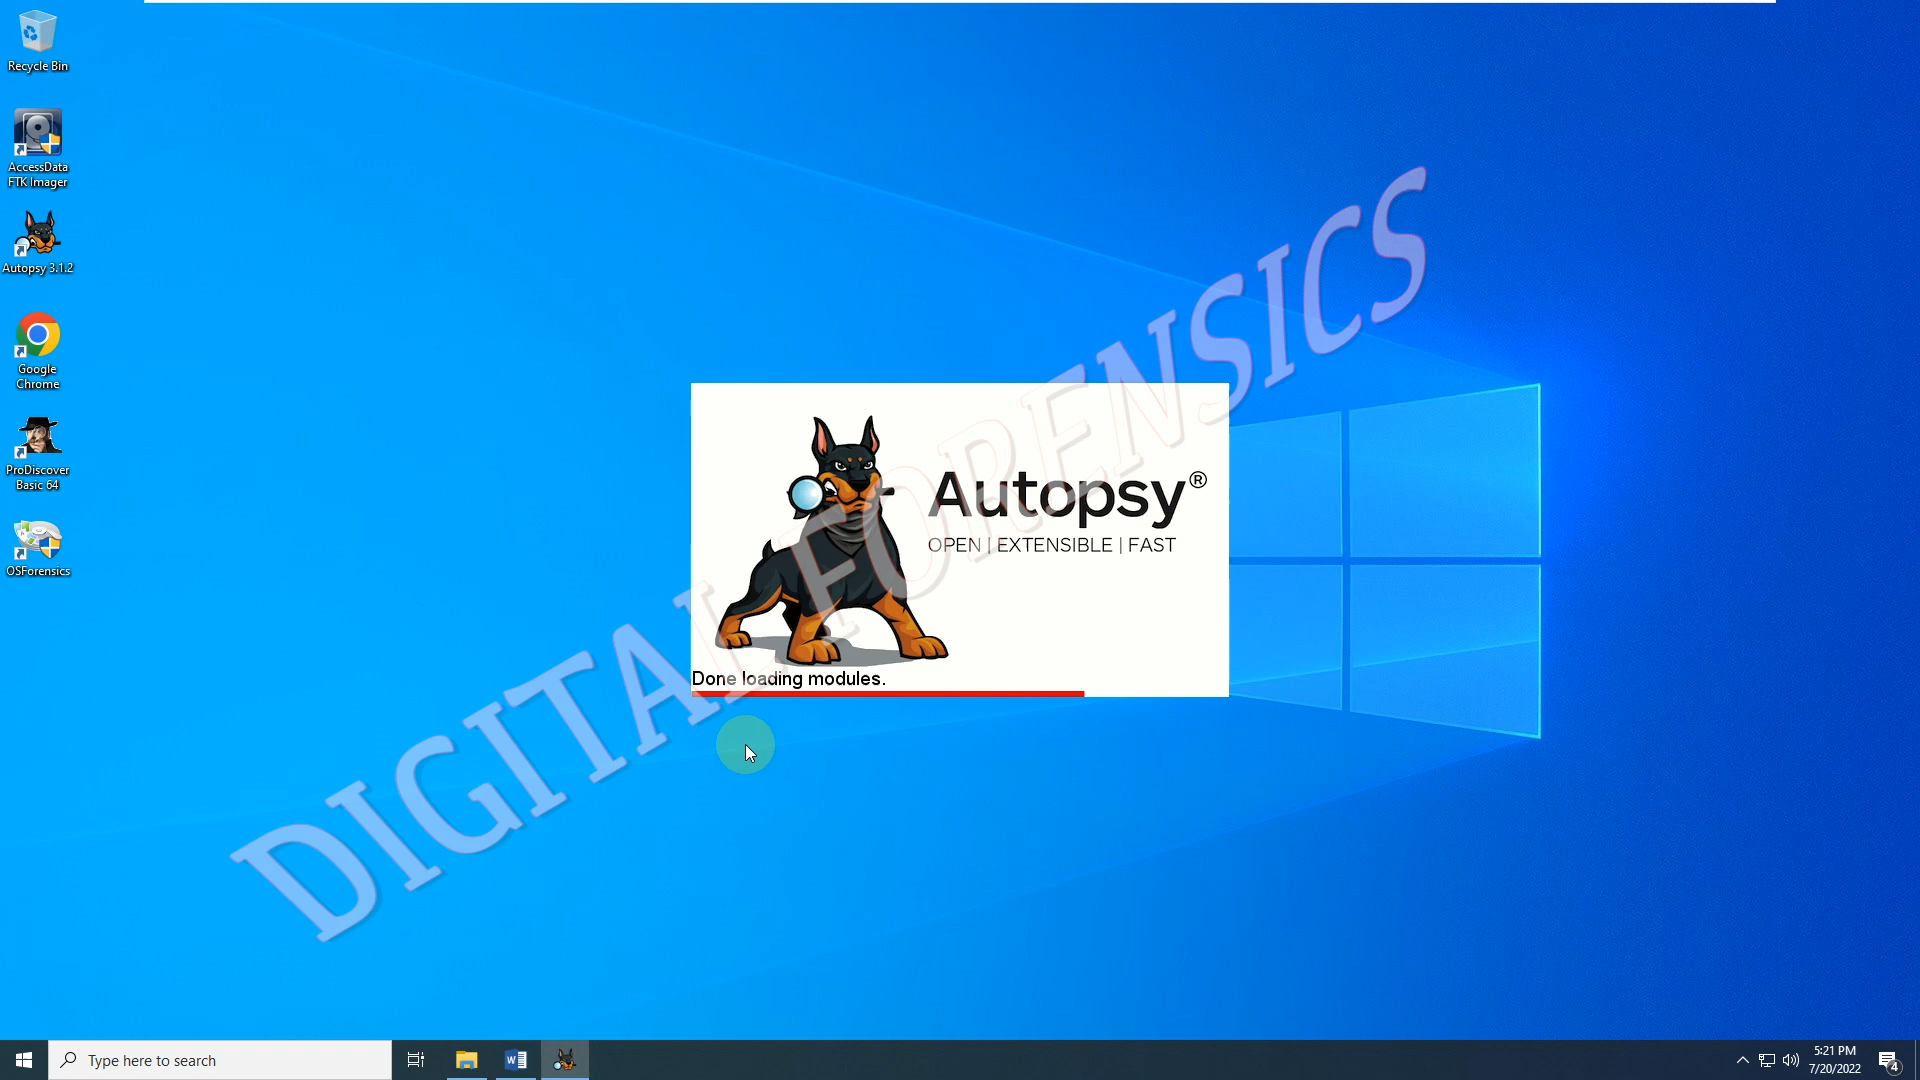 Recycle Bin
AccessData
FTK Imager
Autopsy 3.1.2
Google
Chrome
ProDiscover
Basic 64
OSForensics
DIGITAL FORENSICS
Autopsy®
OPEN | EXTENSIBLE | FAST
Done loading modules.
Type here to search
5:21 PM
7/20/2022
4